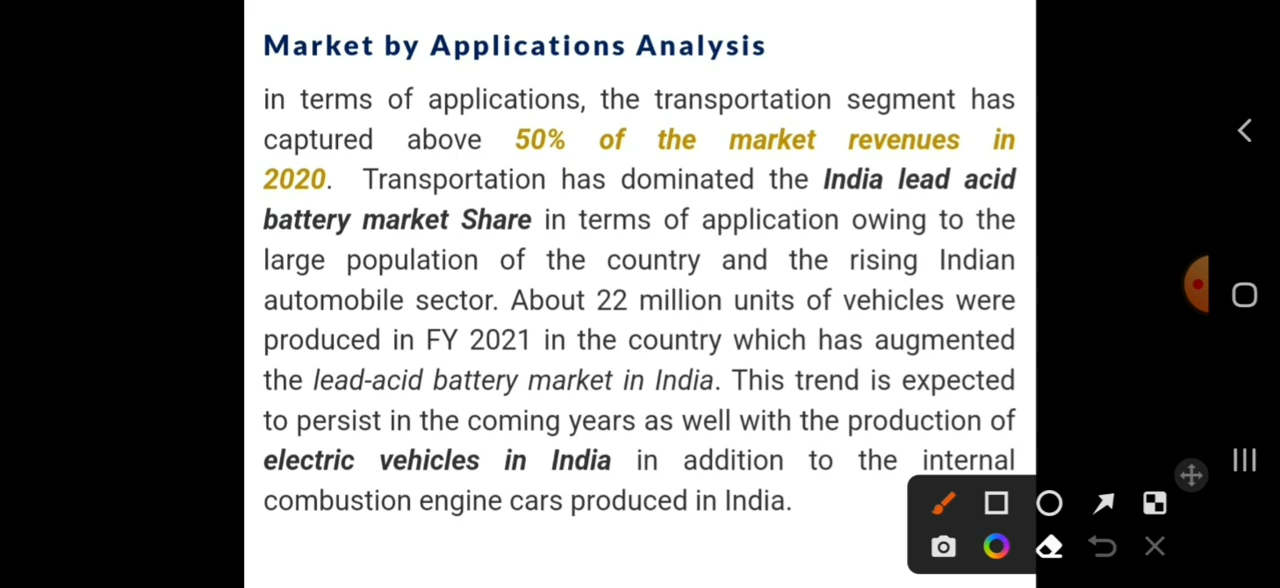 Market by Applications Analysis
in terms of applications, the transportation segment has
captured above 50% of the market revenues in
2020. Transportation has dominated the India lead acid
battery market Share in terms of application owing to the
large population of the country and the rising Indian
automobile sector. About 22 million units of vehicles were
produced in FY 2021 in the country which has augmented
the lead-acid battery market in India. This trend is expected
to persist in the coming years as well with the production of
electric vehicles in India in addition to the internal
combustion engine cars produced in India.